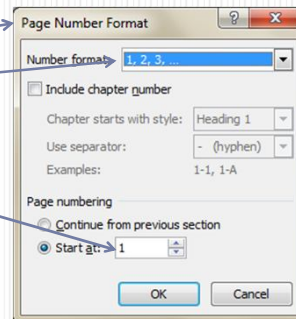 Page Number Format
Number format: 1, 2, 3, ...
Include chapter number
Chapter starts with style: Heading 1
Use separator: - (hyphen)
Examples: 1-1, 1-A
Page numbering
Continue from previous section
Start at: 1
OK Cancel